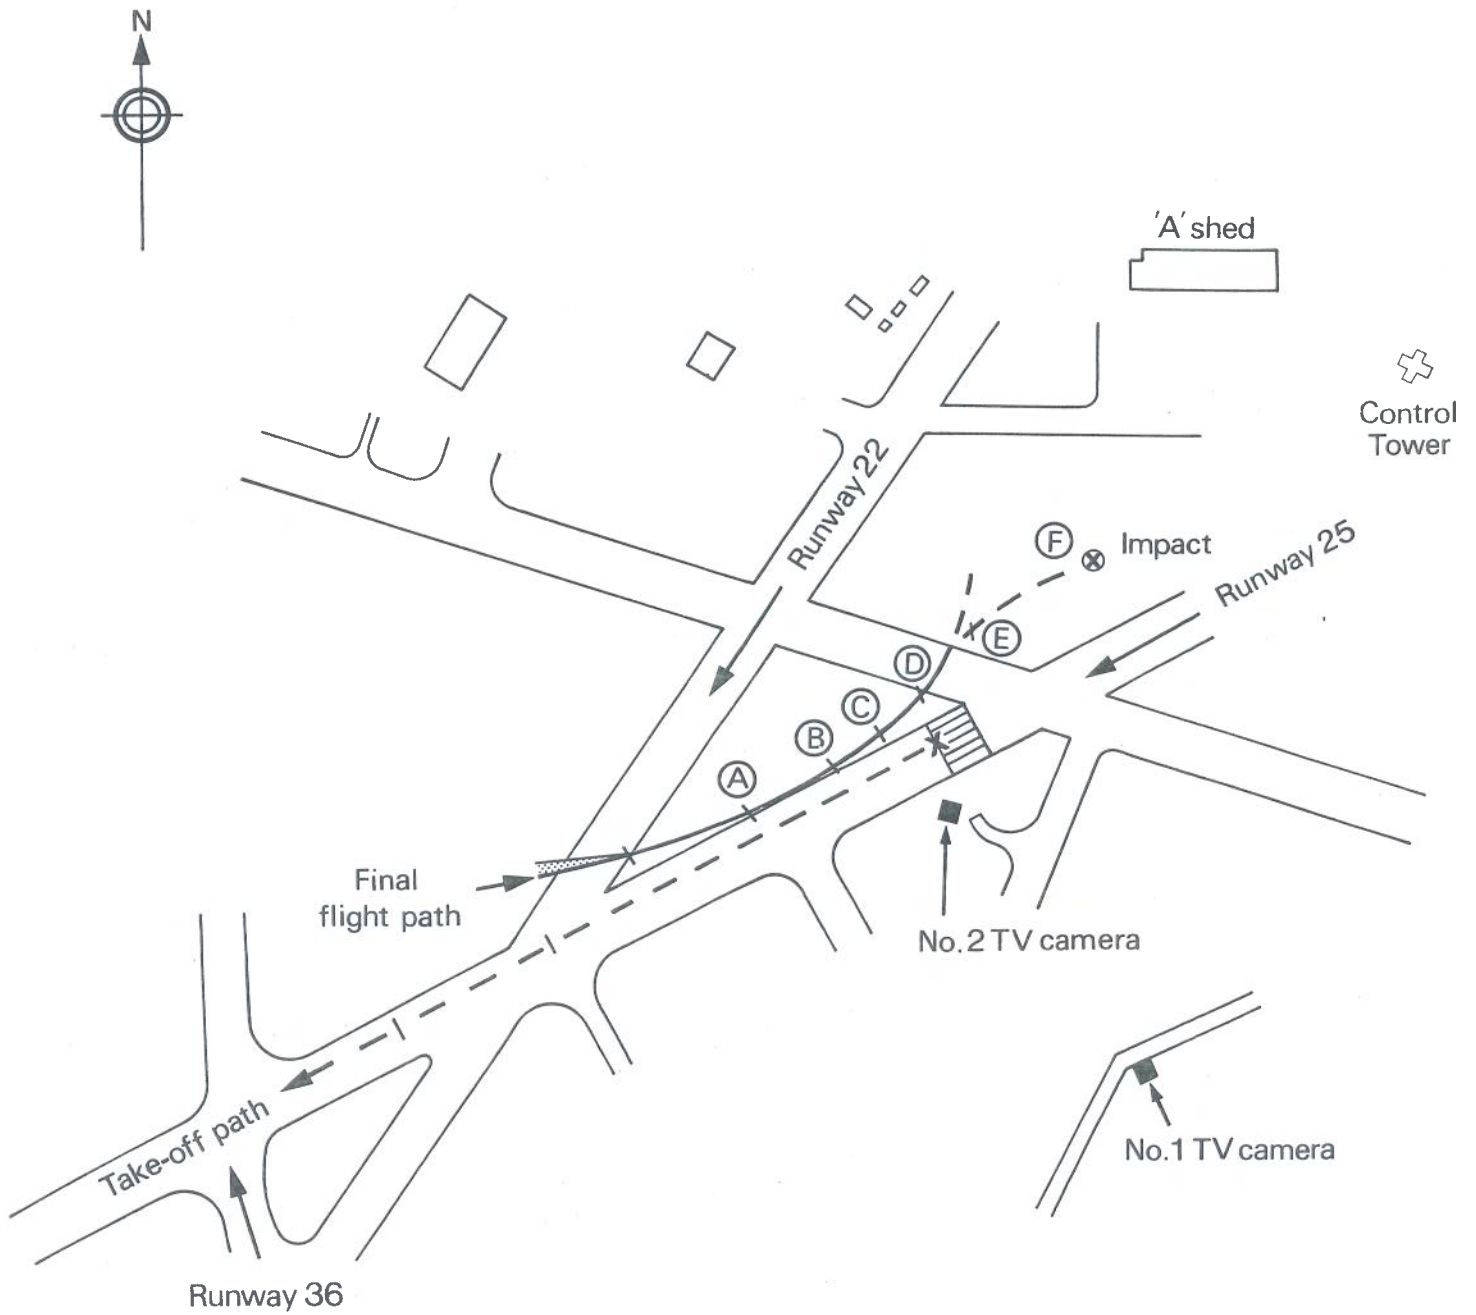 N
'A' shed
Control
Tower
Runway 22
F
Impact
Runway 25
E
D
C
B
A
Final
flight path
No.2 TV camera
Take-off path
No.1 TV camera
Runway 36